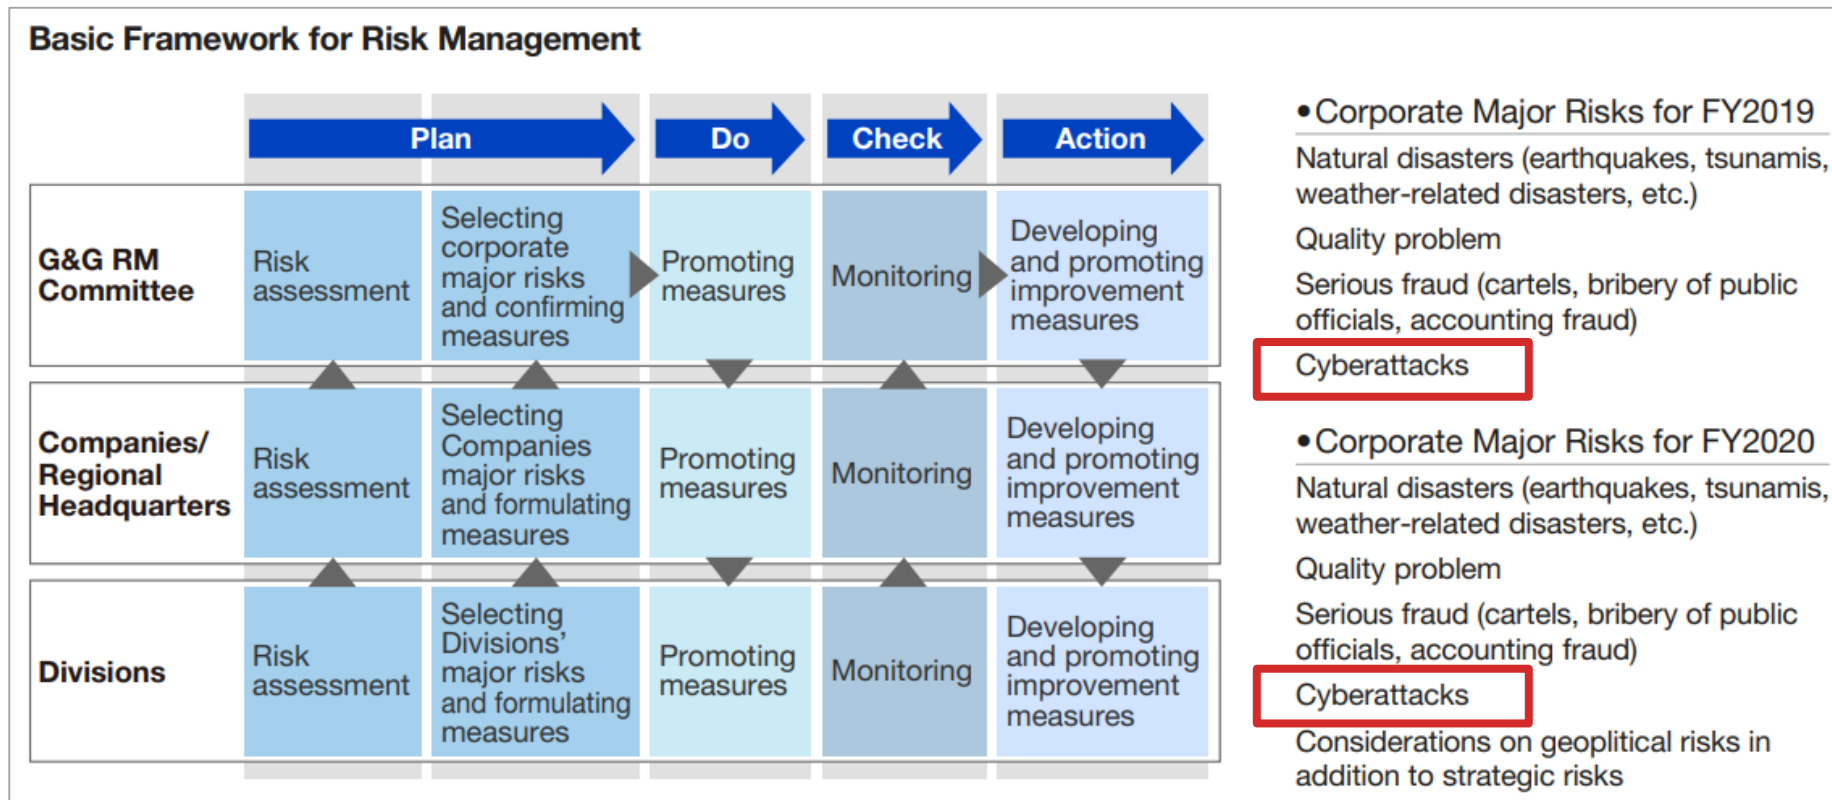 Basic Framework for Risk Management
Plan
Do
Check
Action
G&G RM
Committee
Risk
assessment
Selecting
corporate
major risks
and confirming
measures
Promoting
measures
Monitoring
Developing
and promoting
improvement
measures
Companies/
Regional
Headquarters
Risk
assessment
Selecting
Companies
major risks
and formulating
measures
Promoting
measures
Monitoring
Developing
and promoting
improvement
measures
Divisions
Risk
assessment
Selecting
Divisions’
major risks
and formulating
measures
Promoting
measures
Monitoring
Developing
and promoting
improvement
measures
•Corporate Major Risks for FY2019
Natural disasters (earthquakes, tsunamis,
weather-related disasters, etc.)
Quality problem
Serious fraud (cartels, bribery of public
officials, accounting fraud)
Cyberattacks
•Corporate Major Risks for FY2020
Natural disasters (earthquakes, tsunamis,
weather-related disasters, etc.)
Quality problem
Serious fraud (cartels, bribery of public
officials, accounting fraud)
Cyberattacks
Considerations on geoplitical risks in
addition to strategic risks